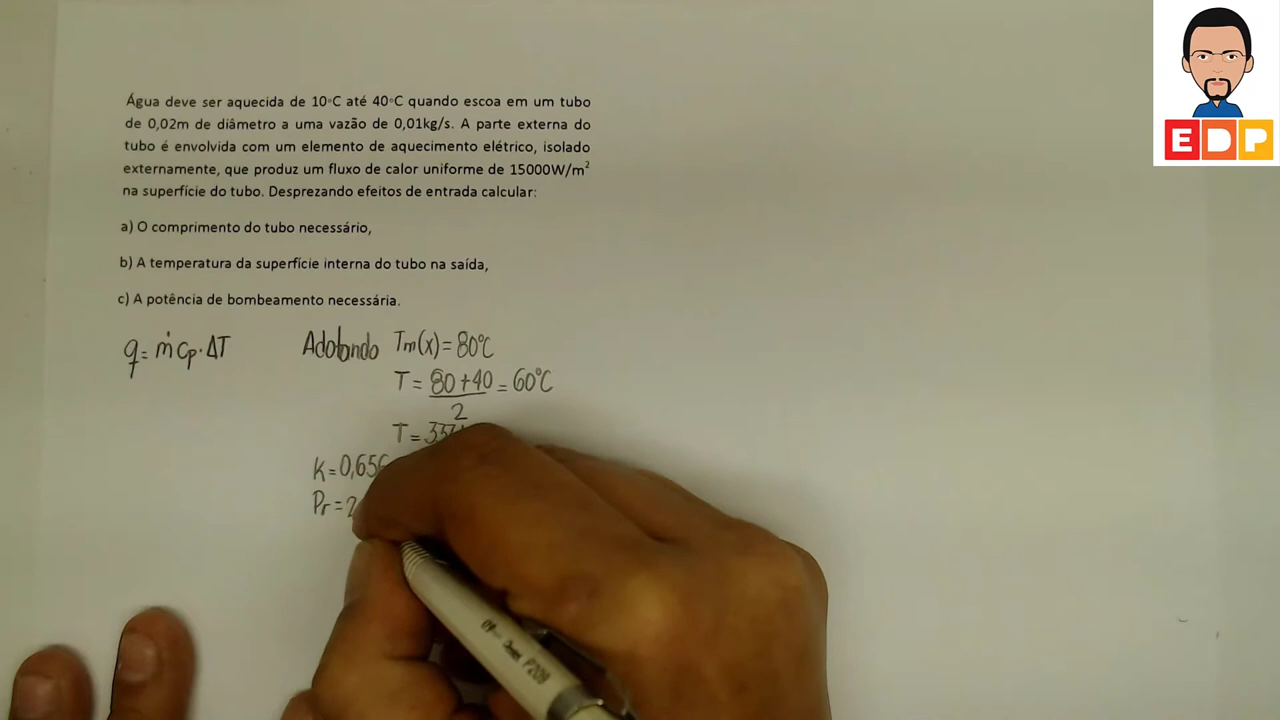 EDP
Água deve ser aquecida de 10◦C até 40◦C quando escoa em um tubo
de 0,02m de diâmetro a uma vazão de 0,01kg/s. A parte externa do
tubo é envolvida com um elemento de aquecimento elétrico, isolado
externamente, que produz um fluxo de calor uniforme de 15000W/m²
na superfície do tubo. Desprezando efeitos de entrada calcular:
a) O comprimento do tubo necessário,
b) A temperatura da superfície interna do tubo na saída,
c) A potência de bombeamento necessária.
q = ṁ cp · ΔT
Adotando Tm(x) = 80°C
T = 80 + 40 = 60°C
2
T =
K = 0,656
Pr =
P209